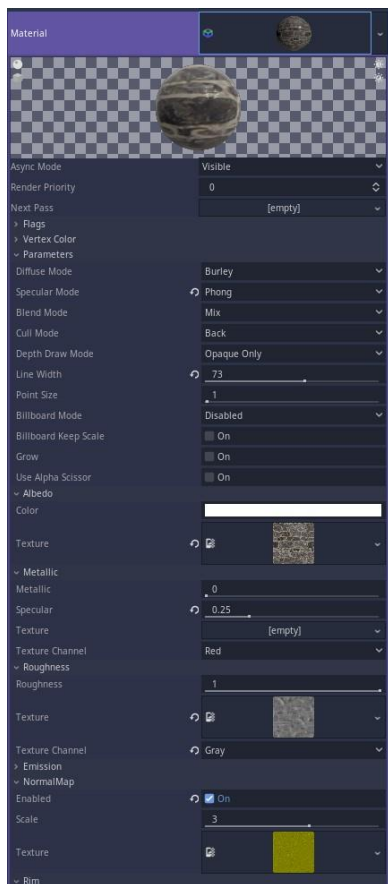 Material
Async Mode Visible
Render Priority 0
Next Pass [empty]
Flags
Vertex Color
Parameters
Diffuse Mode Burley
Specular Mode Phong
Blend Mode Mix
Cull Mode Back
Depth Draw Mode Opaque Only
Line Width 73
Point Size 1
Billboard Mode Disabled
Billboard Keep Scale On
Grow On
Use Alpha Scissor On
Albedo
Color
Texture
Metallic
Metallic 0
Specular 0.25
Texture [empty]
Texture Channel Red
Roughness
Roughness 1
Texture
Texture Channel Gray
Emission
NormalMap
Enabled On
Scale 3
Texture
Rim